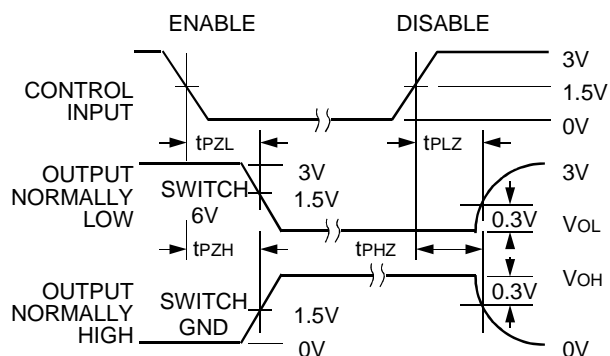 ENABLE DISABLE
3V
CONTROL
INPUT
1.5V
0V
tPZL tPLZ
OUTPUT
NORMALLY
LOW
SWITCH
6V
3V
1.5V
3V
0.3V VOL
tPZH tPHZ
VOH
0.3V
OUTPUT
NORMALLY
HIGH
SWITCH
GND
1.5V
0V
0V